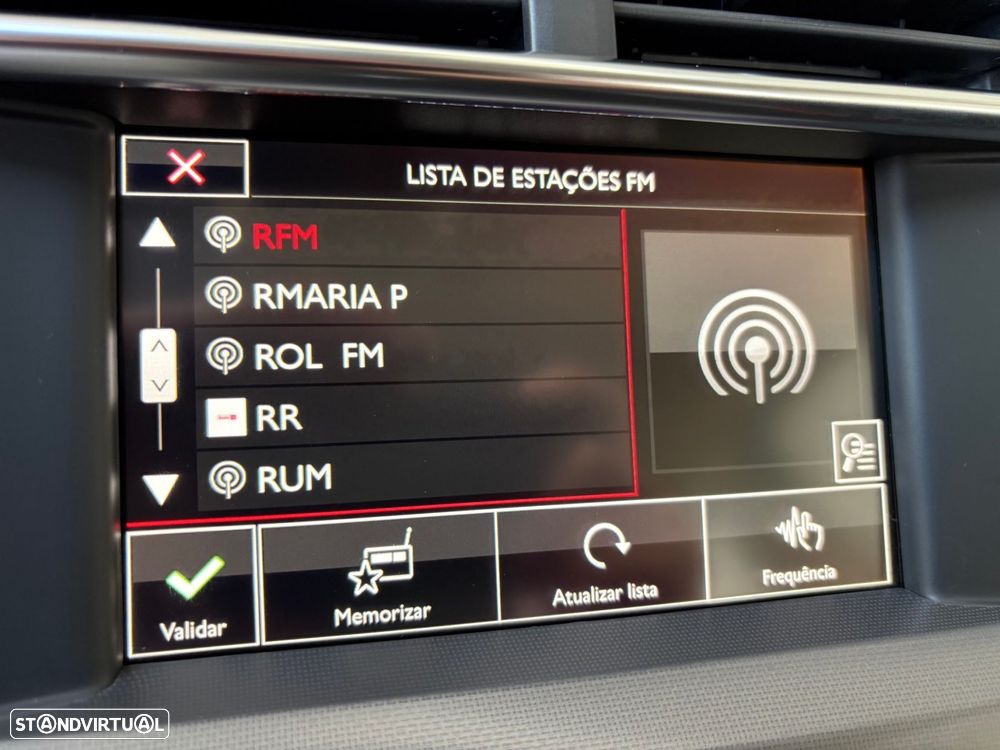 LISTA DE ESTAÇÕES FM
RFM
RMARIA P
ROL FM
RR
RUM
Validar
Memorizar
Atualizar lista
Frequência
STANDVIRTUAL